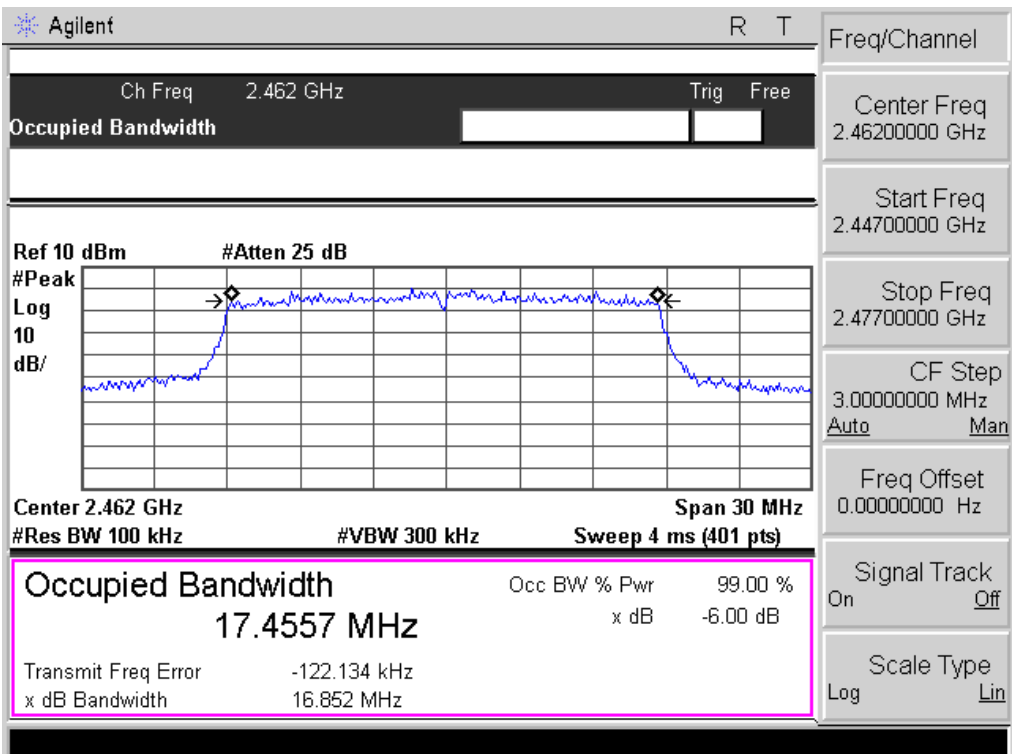 Agilent R T
Freq/Channel
Ch Freq 2.462 GHz Trig Free
Occupied Bandwidth
Center Freq
2.46200000 GHz
Start Freq
2.44700000 GHz
Stop Freq
2.47700000 GHz
CF Step
3.00000000 MHz
Auto Man
Freq Offset
0.00000000 Hz
Signal Track
On Off
Scale Type
Log Lin
Ref 10 dBm #Atten 25 dB
#Peak
Log
10
dB/
Center 2.462 GHz Span 30 MHz
#Res BW 100 kHz #VBW 300 kHz Sweep 4 ms (401 pts)
Occupied Bandwidth Occ BW % Pwr 99.00 %
17.4557 MHz x dB -6.00 dB
Transmit Freq Error -122.134 kHz
x dB Bandwidth 16.852 MHz